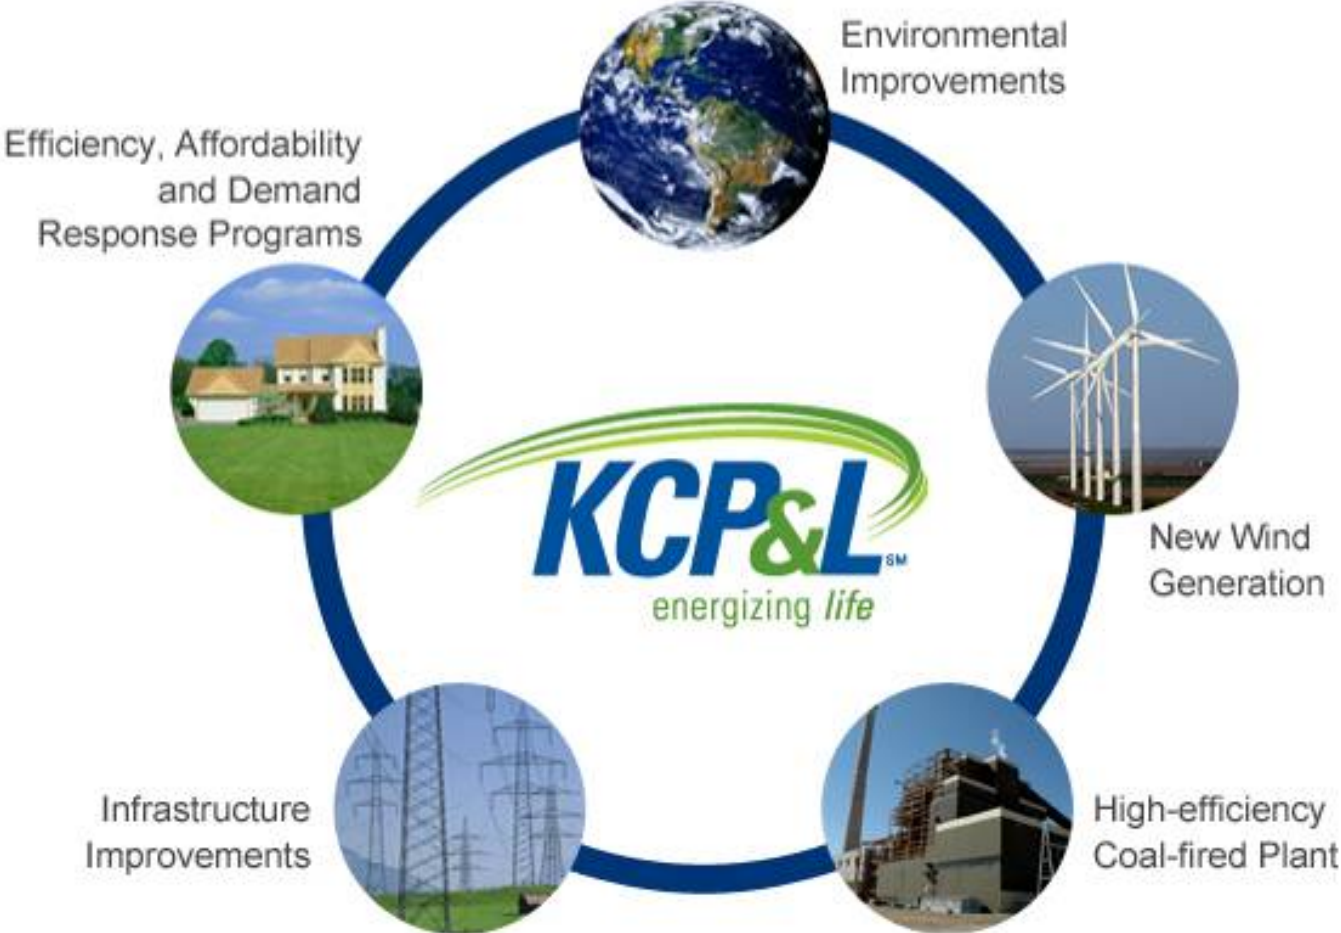 Environmental
Improvements
Efficiency, Affordability
and Demand
Response Programs
KCP&L SM
energizing life
New Wind
Generation
Infrastructure
Improvements
High-efficiency
Coal-fired Plant